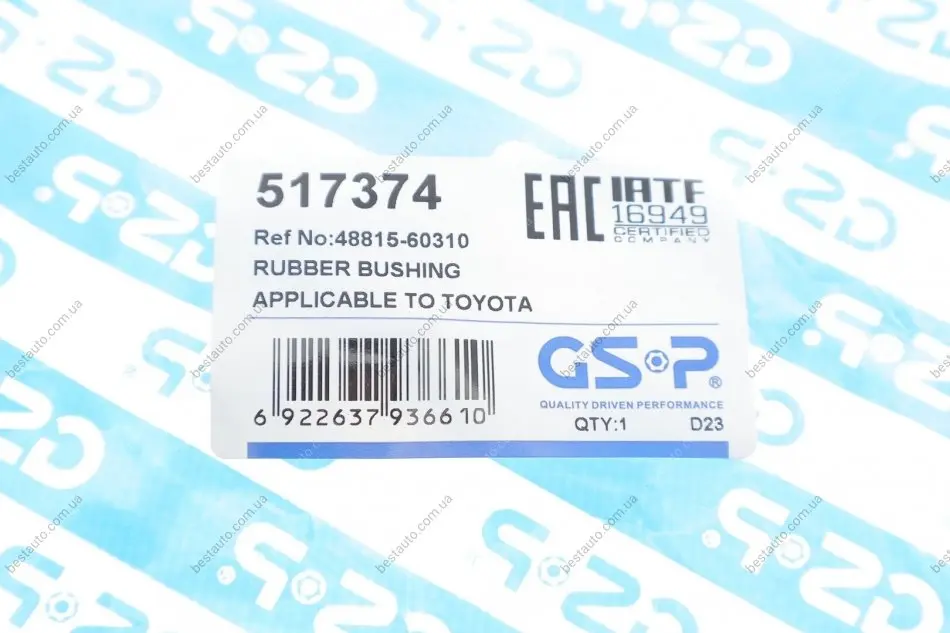 517374
Ref No:48815-60310
RUBBER BUSHING
APPLICABLE TO TOYOTA
EAC
IATF
16949
CERTIFIED
COMPANY
GSP®
QUALITY DRIVEN PERFORMANCE
QTY:1 D23
6 922637 936610
bestauto.com.ua